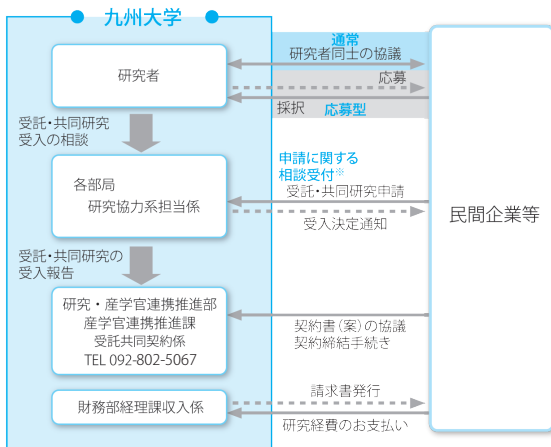 九州大学
研究者
通常
研究者同士の協議
応募
採択 応募型
受託・共同研究
受入の相談
各部局
研究協力系担当係
申請に関する
相談受付※
受託・共同研究申請
受入決定通知
民間企業等
受託・共同研究の
受入報告
研究・産学官連携推進部
産学官連携推進課
受託共同契約係
TEL 092-802-5067
契約書(案)の協議
契約締結手続き
財務部経理課収入係
請求書発行
研究経費のお支払い